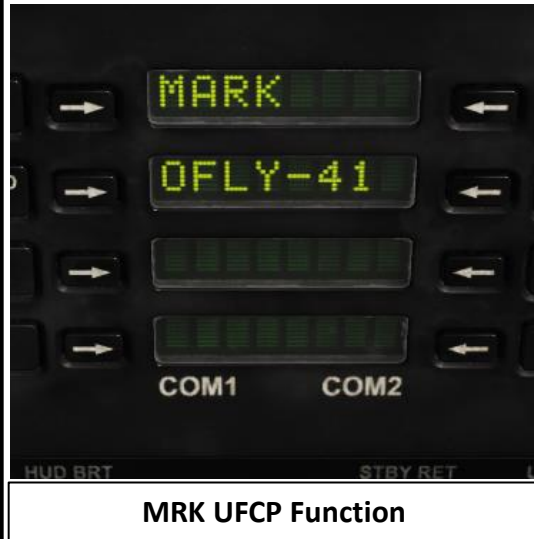 MARK
OFLY-41
COM1 COM2
HUD BRT STBY RET
MRK UFCP Function